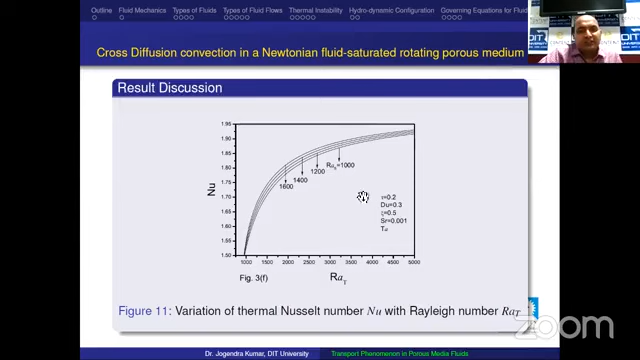 Outline Fluid Mechanics Types of Fluids Types of Fluid Flows Thermal Instability Hydro-dynamic Configuration Governing Equations for Fluid
Cross Diffusion convection in a Newtonian fluid-saturated rotating porous medium
Result Discussion
1.95
1.90
1.85
1.80
1.75
1.70
1.65
1.60
1.55
1.50
Nu
Ra_S=1000
1200
1400
1600
τ=0.2
Du=0.3
ξ=0.5
Sr=0.001
T_a
1000 1500 2000 2500 3000 3500 4000 4500 5000
Fig. 3(f)
Ra_T
Figure 11: Variation of thermal Nusselt number Nu with Rayleigh number Ra_T
zoom
Dr. Jogendra Kumar, DIT University Transport Phenomenon in Porous Media Fluids